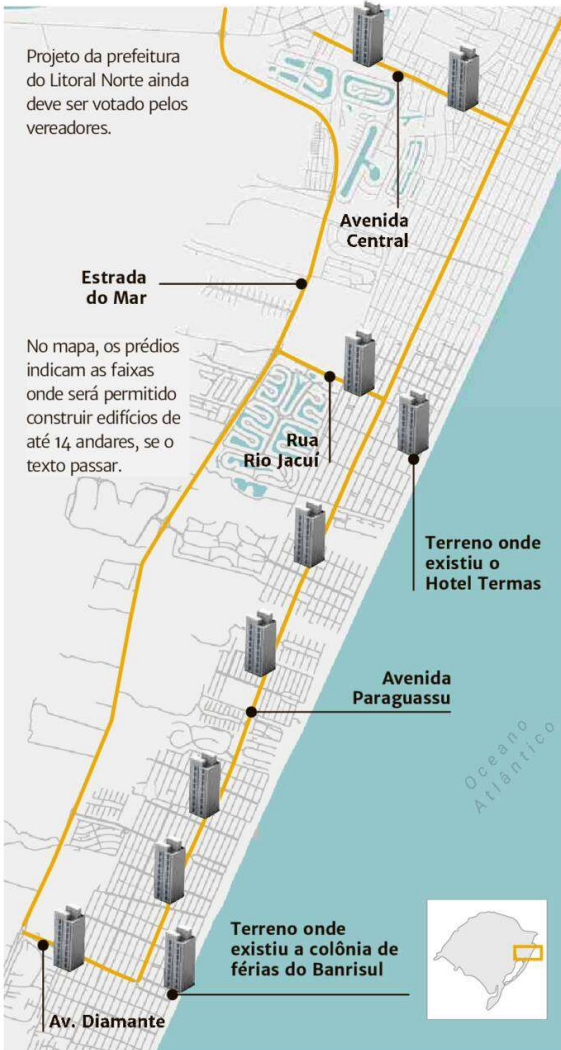 Projeto da prefeitura
do Litoral Norte ainda
deve ser votado pelos
vereadores.
Avenida
Central
Estrada
do Mar
No mapa, os prédios
indicam as faixas
onde será permitido
construir edifícios de
até 14 andares, se o
texto passar.
Rua
Rio Jacuí
Terreno onde
existiu o
Hotel Termas
Avenida
Paraguassu
Oceano
Atlântico
Terreno onde
existiu a colônia de
férias do Banrisul
Av. Diamante